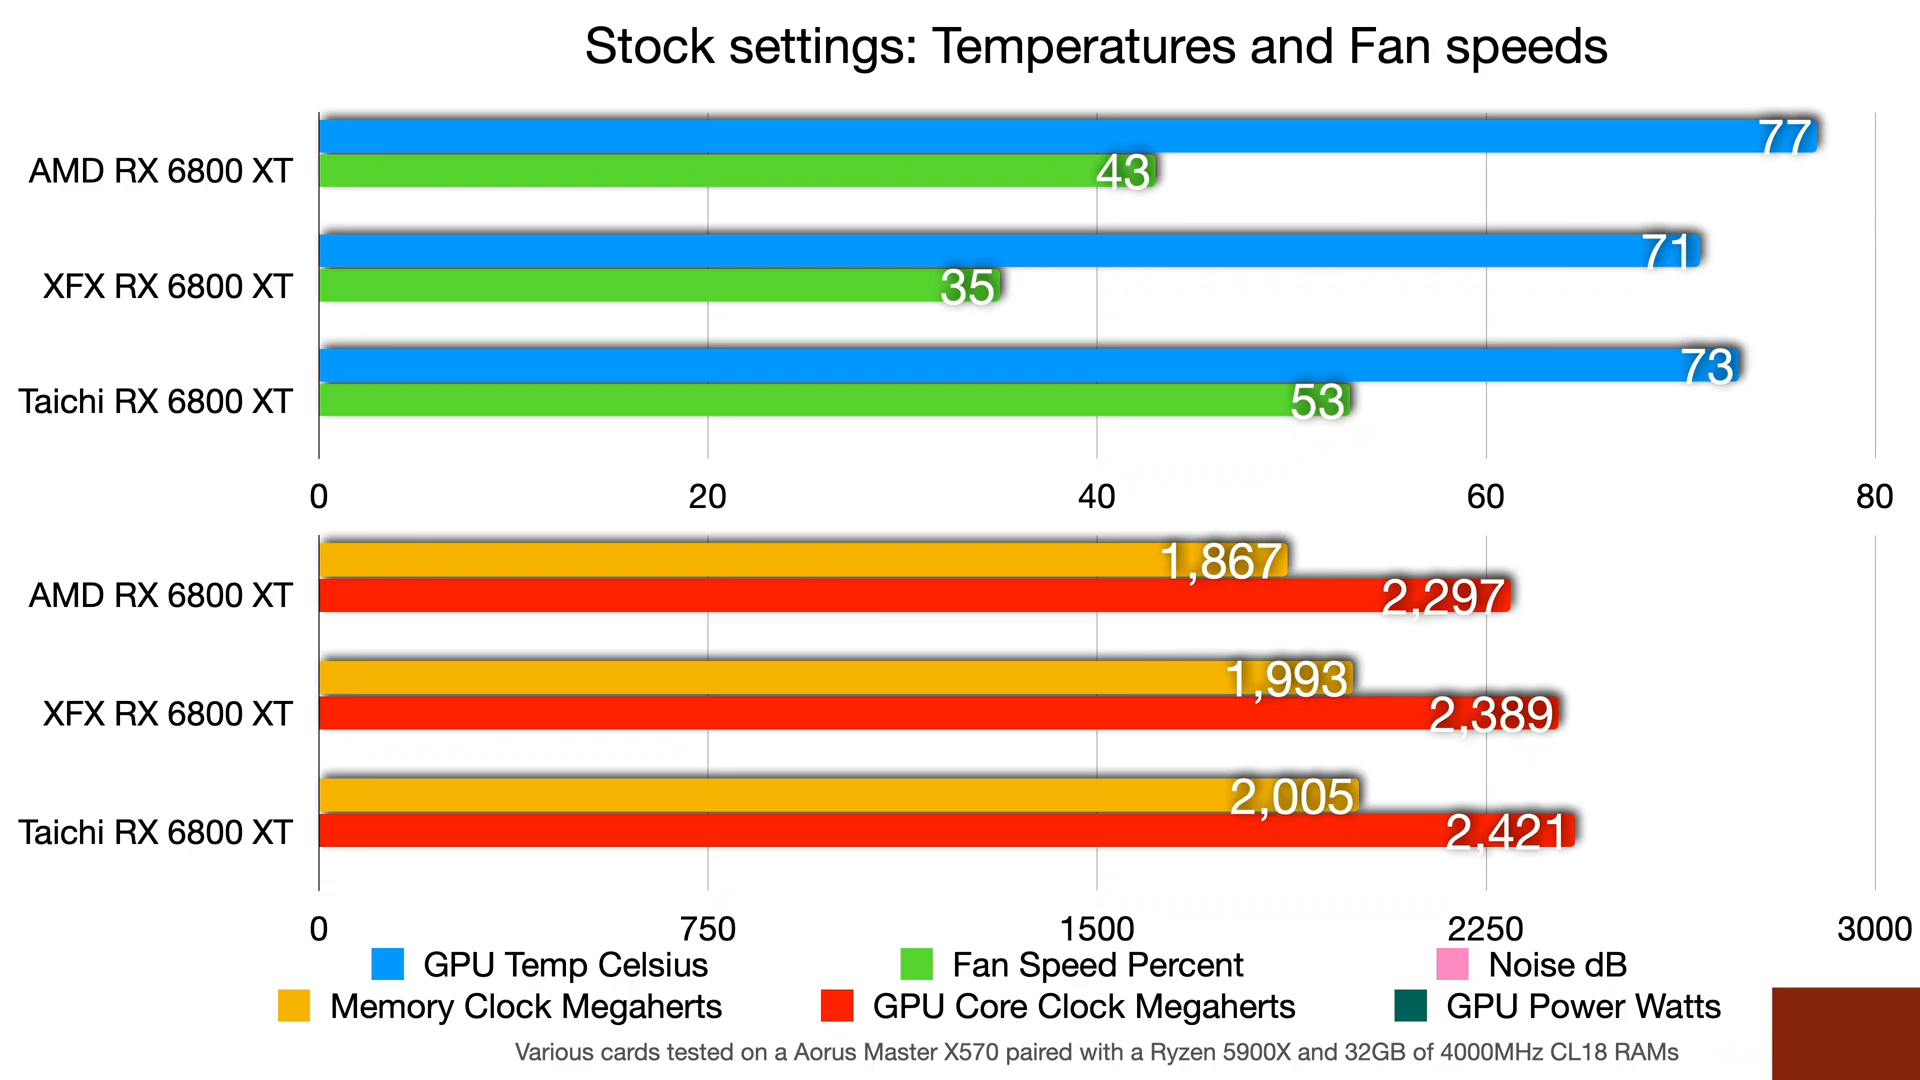 Stock settings: Temperatures and Fan speeds
77
AMD RX 6800 XT
43
71
XFX RX 6800 XT
35
73
Taichi RX 6800 XT
53
0 20 40 60 80
1,867
AMD RX 6800 XT
2,297
1,993
XFX RX 6800 XT
2,389
2,005
Taichi RX 6800 XT
2,421
0 750 1500 2250 3000
GPU Temp Celsius Fan Speed Percent Noise dB
Memory Clock Megaherts GPU Core Clock Megaherts GPU Power Watts
Various cards tested on a Aorus Master X570 paired with a Ryzen 5900X and 32GB of 4000MHz CL18 RAMs